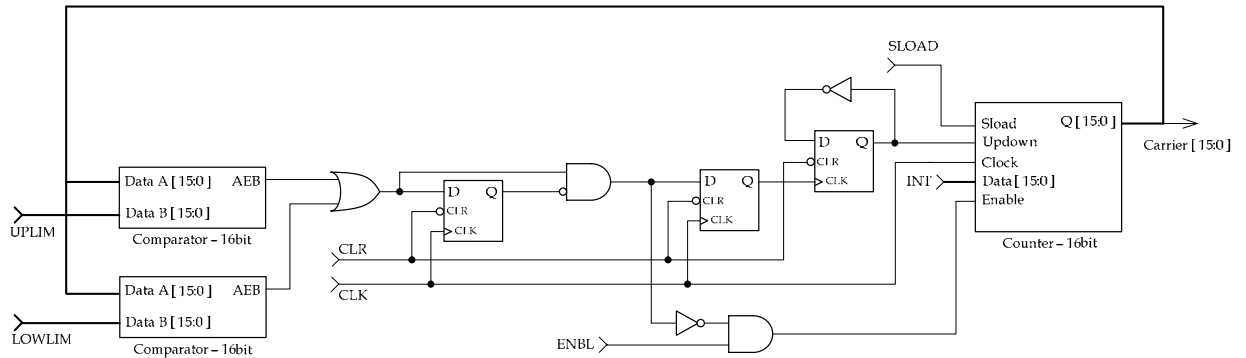 SLOAD
Sload
Q[15:0]
D
Q
Updown
CLR
Clock
Carrier[15:0]
CLK
INT
Data[15:0]
Enable
Counter – 16bit
Data A[15:0]
AEB
Data B[15:0]
UPLIM
Comparator – 16bit
D
Q
CLR
CLK
D
Q
CLR
CLK
CLR
CLK
Data A[15:0]
AEB
Data B[15:0]
LOWLIM
Comparator – 16bit
ENBL